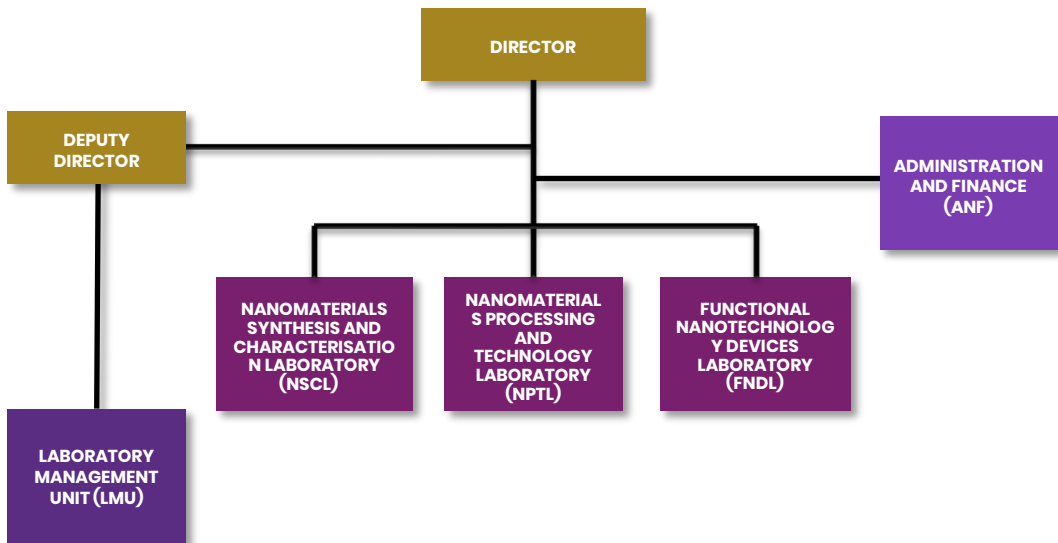 DIRECTOR
DEPUTY
DIRECTOR
ADMINISTRATION
AND FINANCE
(ANF)
NANOMATERIALS
SYNTHESIS AND
CHARACTERISATIO
N LABORATORY
(NSCL)
NANOMATERIAL
S PROCESSING
AND
TECHNOLOGY
LABORATORY
(NPTL)
FUNCTIONAL
NANOTECHNOLOG
Y DEVICES
LABORATORY
(FNDL)
LABORATORY
MANAGEMENT
UNIT (LMU)